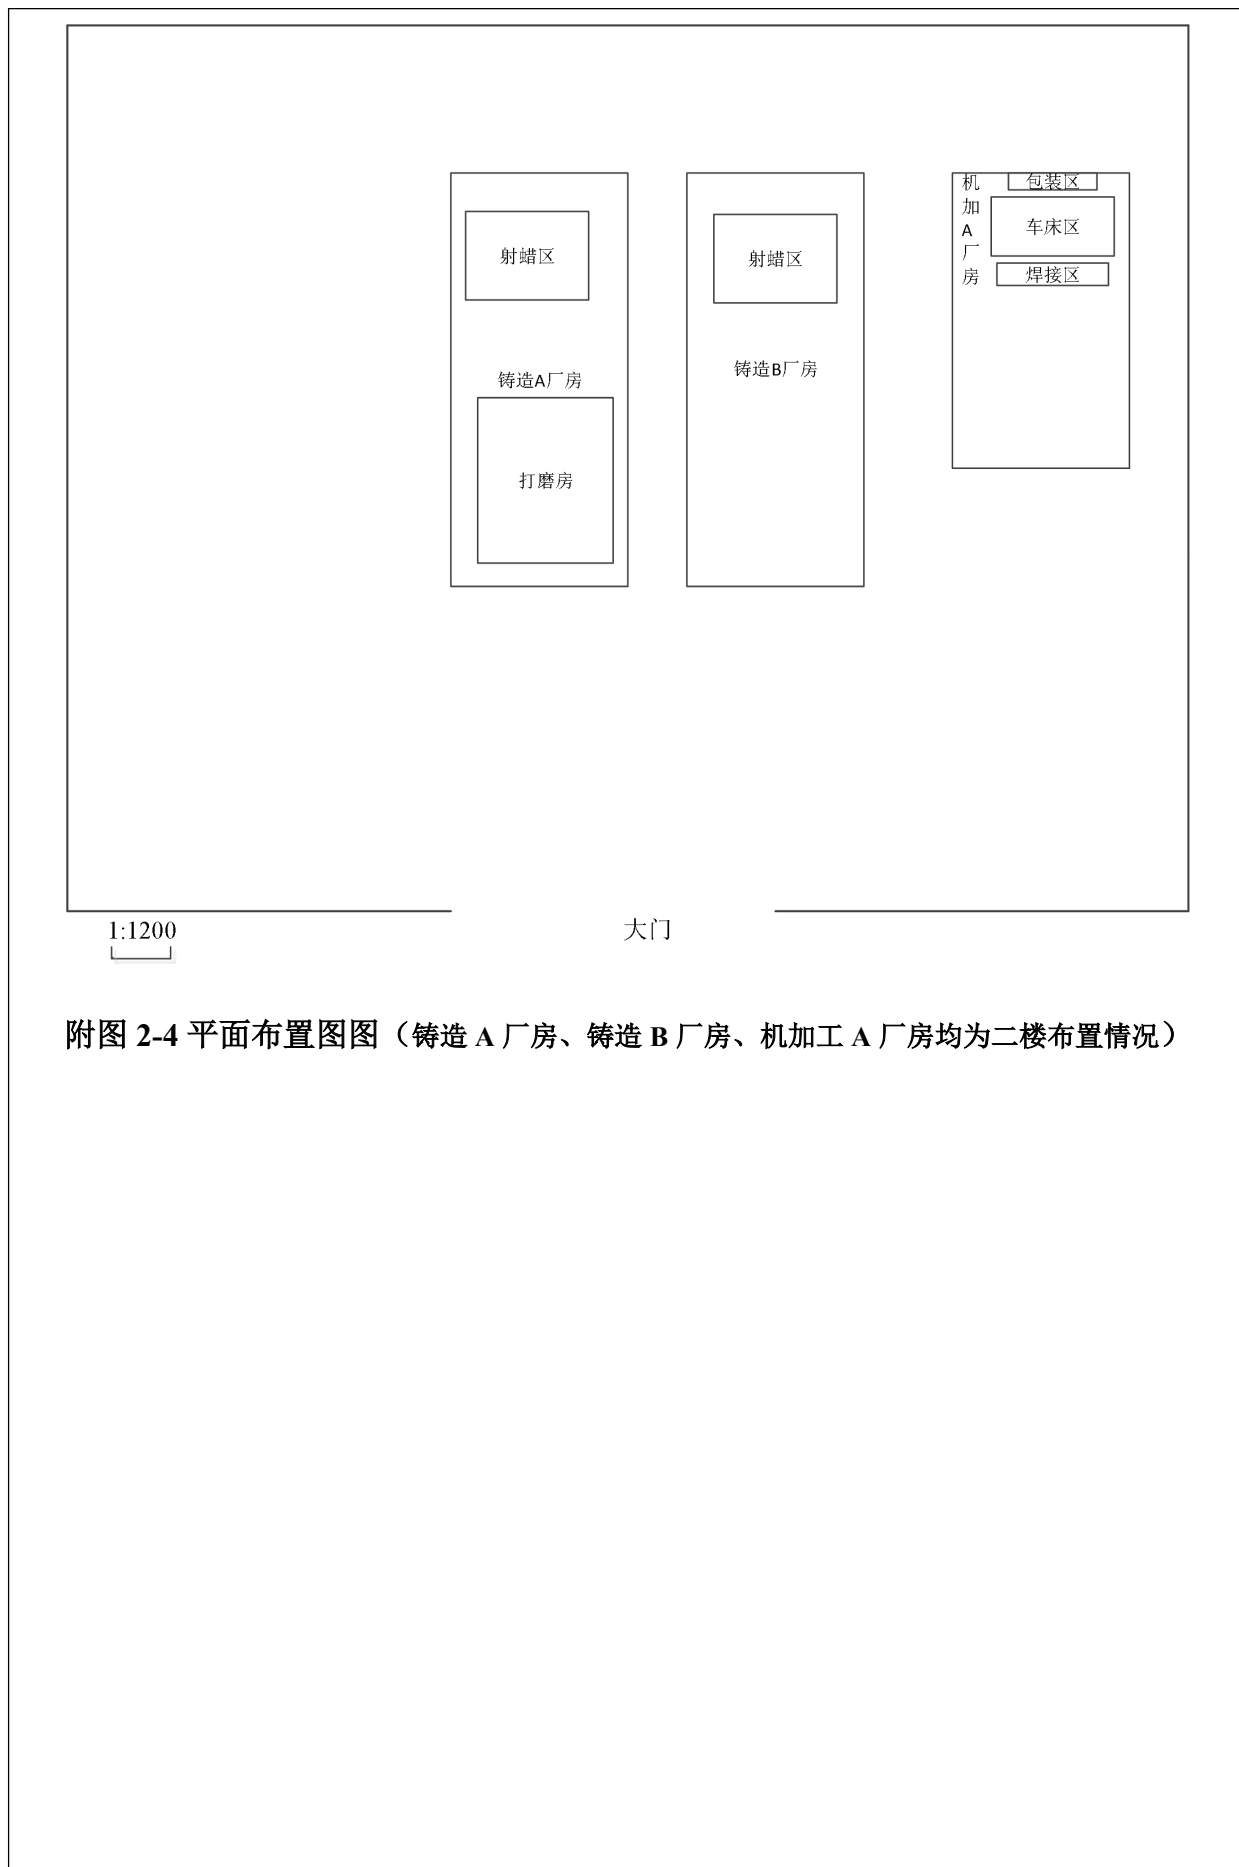 机
加
A
厂
房
包装区
车床区
焊接区
射蜡区
射蜡区
铸造A厂房
铸造B厂房
打磨房
1:1200
大门
附图 2-4 平面布置图图（铸造 A 厂房、铸造 B 厂房、机加工 A 厂房均为二楼布置情况）